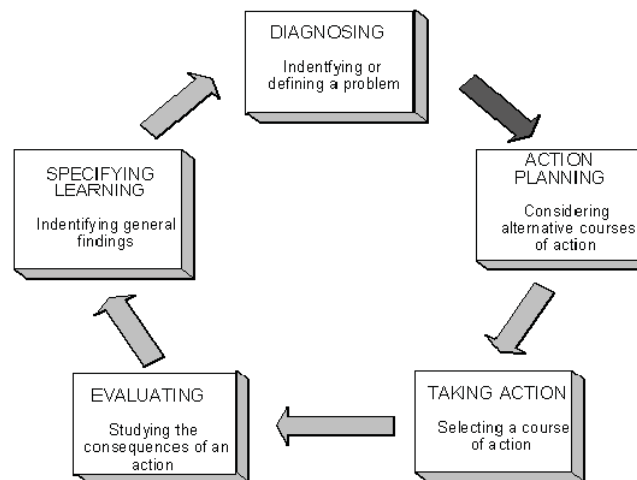 DIAGNOSING
Indentfying or
defining a problem
ACTION
PLANNING
Considering
alternative courses
of action
TAKING ACTION
Selecting a course
of action
EVALUATING
Studying the
consequences of an
action
SPECIFYING
LEARNING
Indentifying general
findings